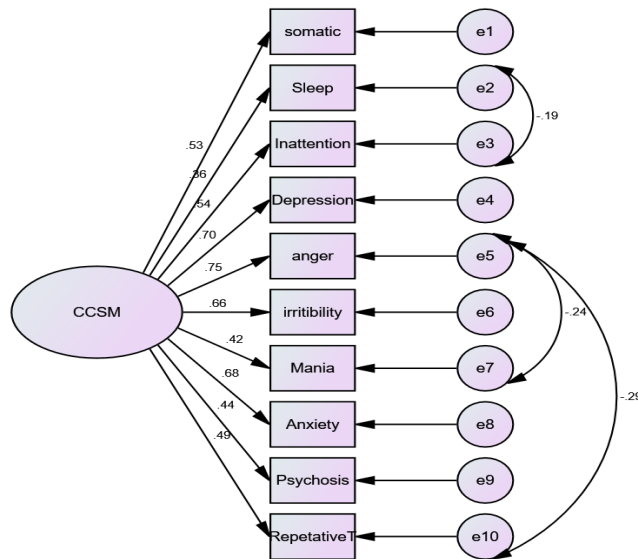 somatic
e1
Sleep
e2
-.19
.53
.36
Inattention
e3
.54
Depression
e4
.70
anger
e5
.75
CCSM
.66
irritibility
e6
-.24
.42
Mania
e7
.68
-.29
Anxiety
e8
.44
.49
Psychosis
e9
RepetativeT
e10